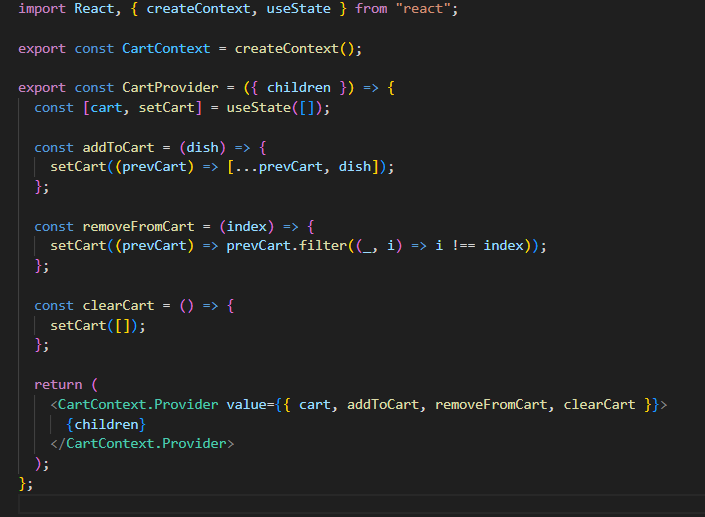 import React, { createContext, useState } from "react";
export const CartContext = createContext();
export const CartProvider = ({ children }) => {
const [cart, setCart] = useState([]);
const addToCart = (dish) => {
setCart((prevCart) => [...prevCart, dish]);
};
const removeFromCart = (index) => {
setCart((prevCart) => prevCart.filter((_, i) => i !== index));
};
const clearCart = () => {
setCart([]);
};
return (
<CartContext.Provider value={{ cart, addToCart, removeFromCart, clearCart }}>
{children}
</CartContext.Provider>
);
};